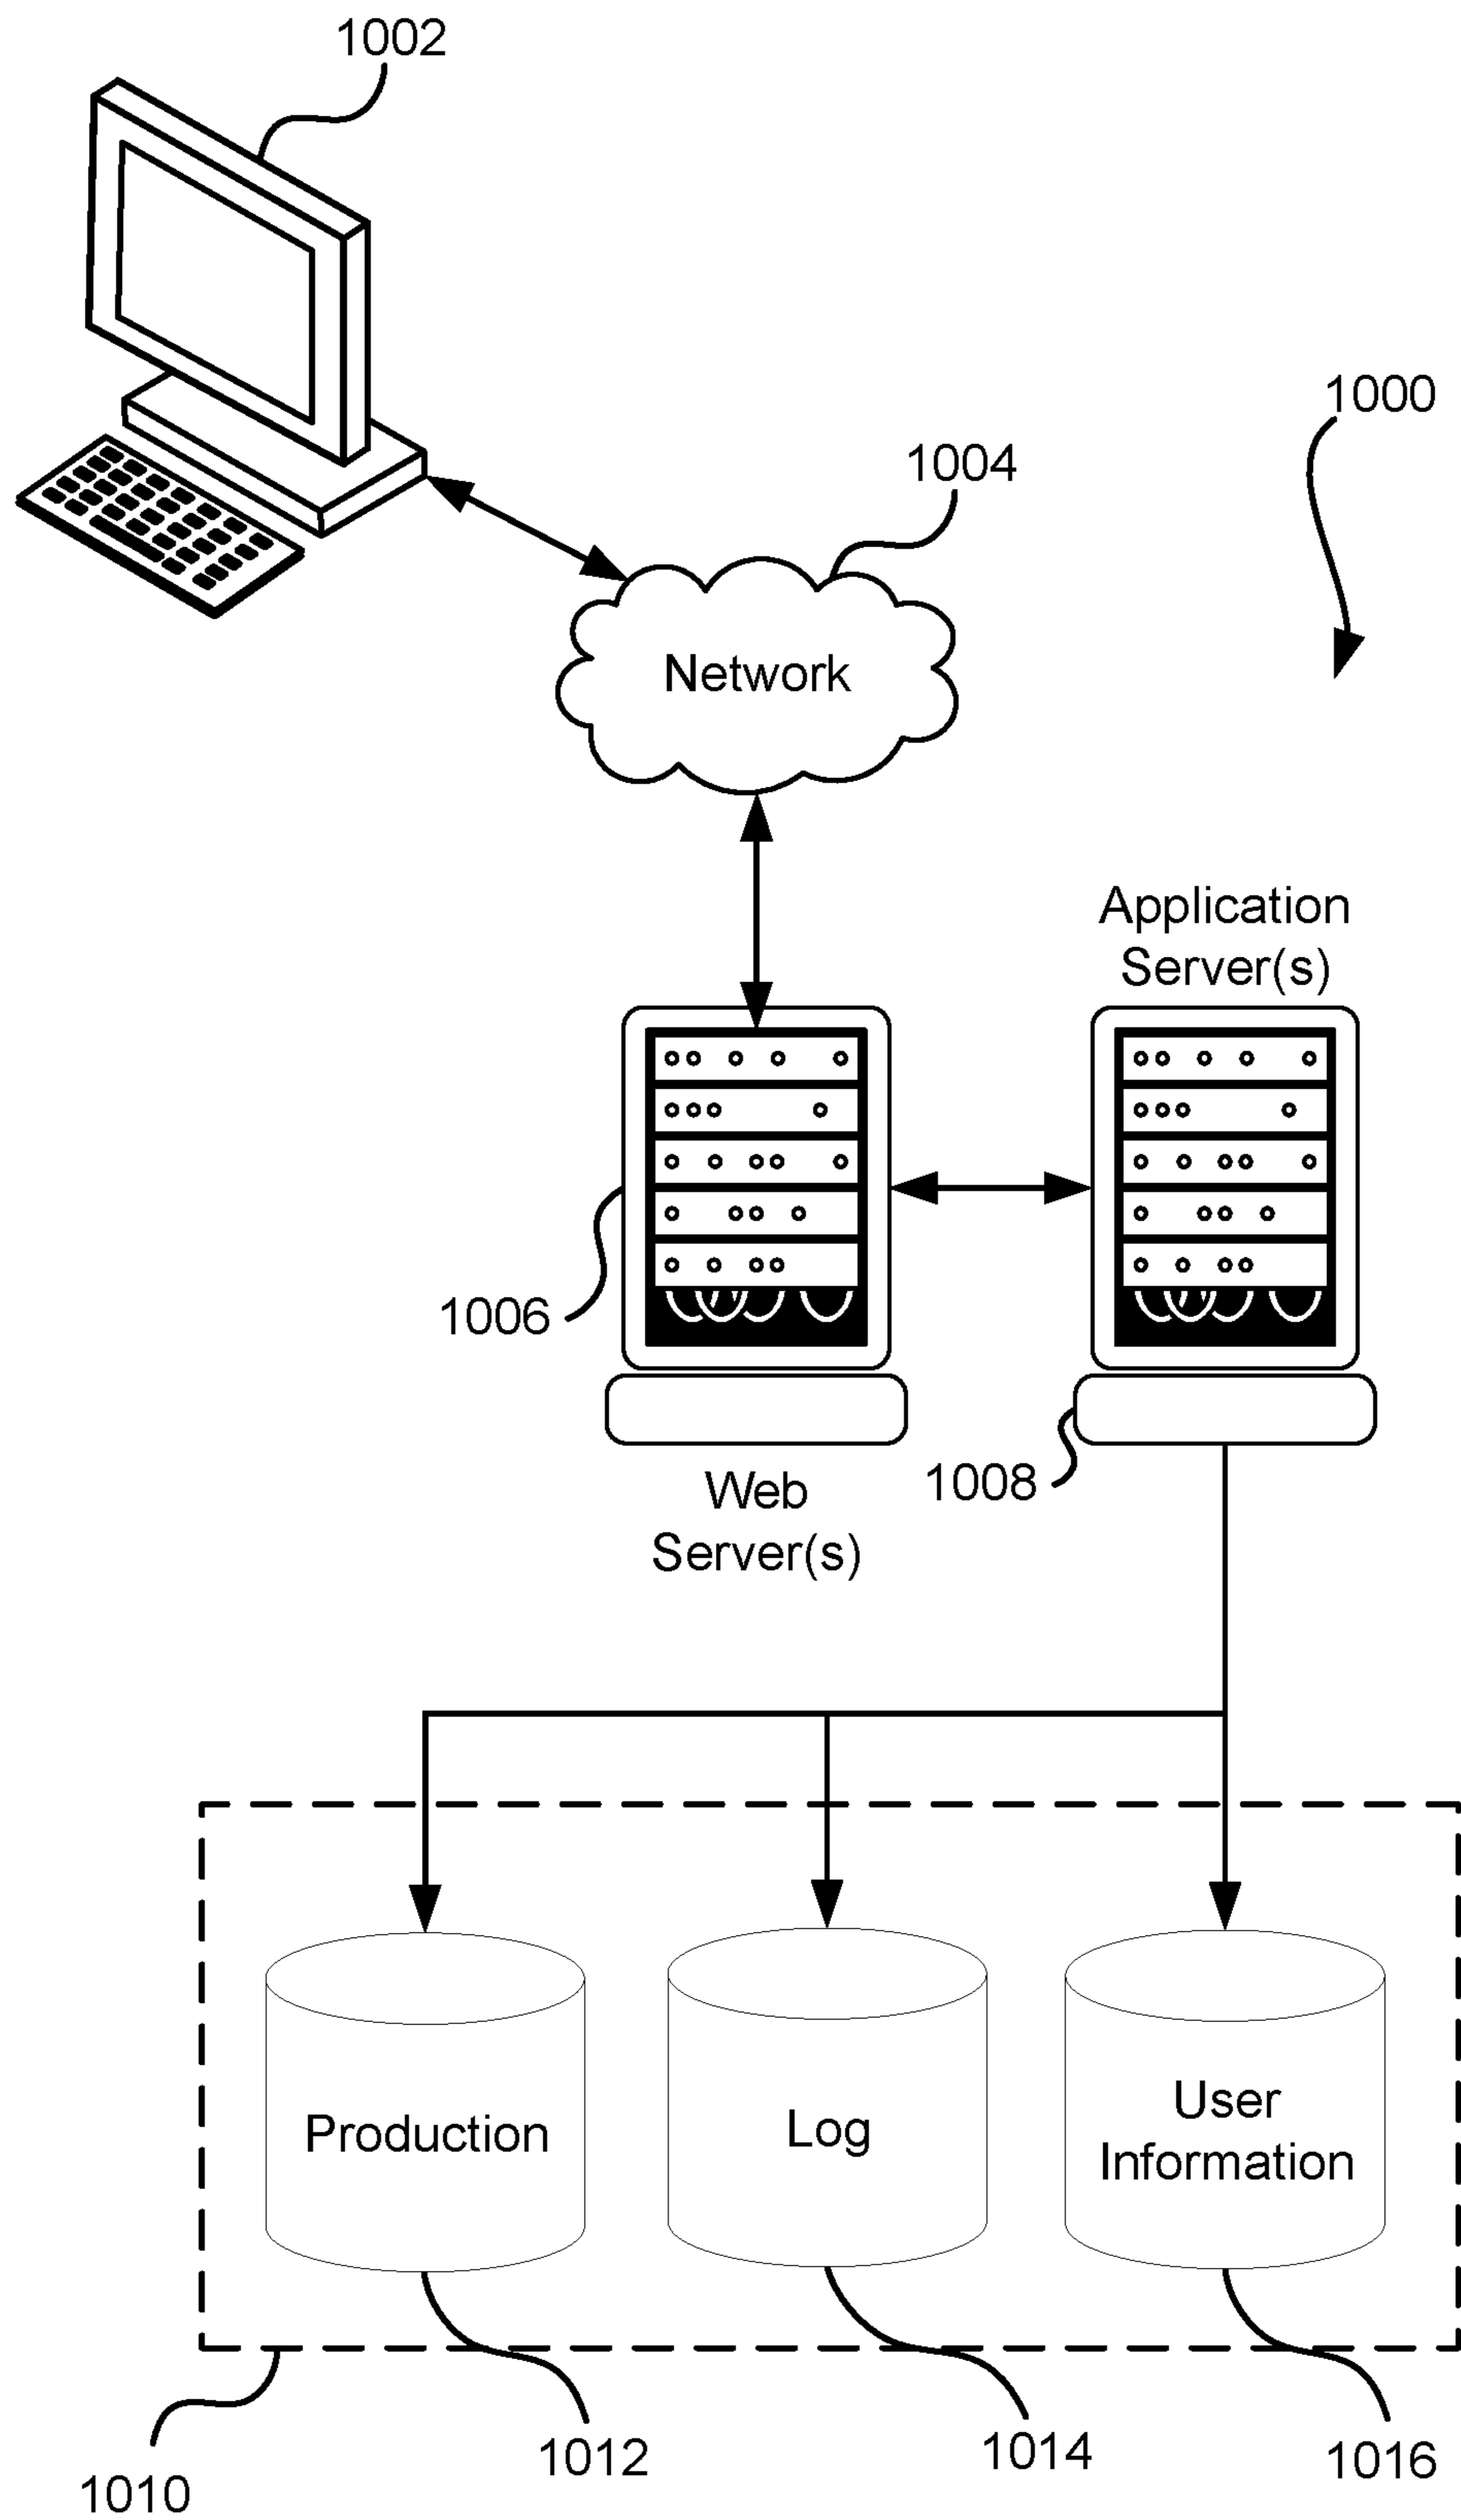 1002
1000
1004
Network
Application
Server(s)
1006
Web
Server(s)
1008
Production
Log
User
Information
1010
1012
1014
1016